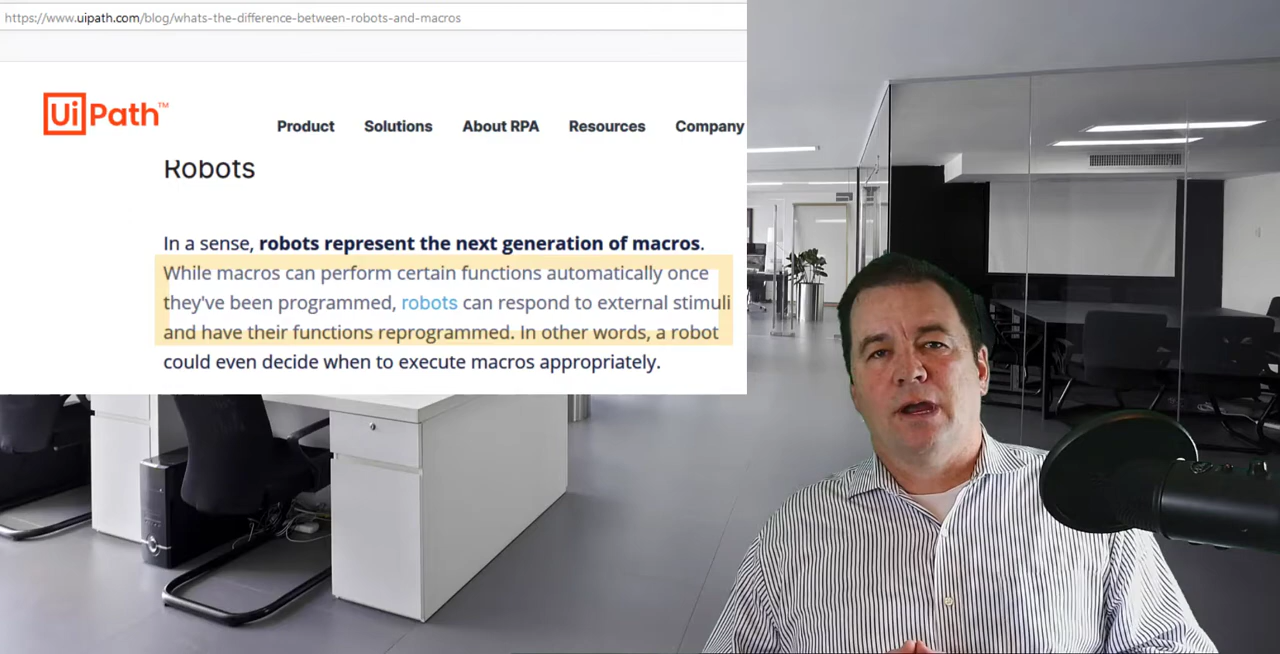 https://www.uipath.com/blog/whats-the-difference-between-robots-and-macros
UiPath™
Product Solutions About RPA Resources Company
Robots
In a sense, robots represent the next generation of macros.
While macros can perform certain functions automatically once
they've been programmed, robots can respond to external stimuli
and have their functions reprogrammed. In other words, a robot
could even decide when to execute macros appropriately.